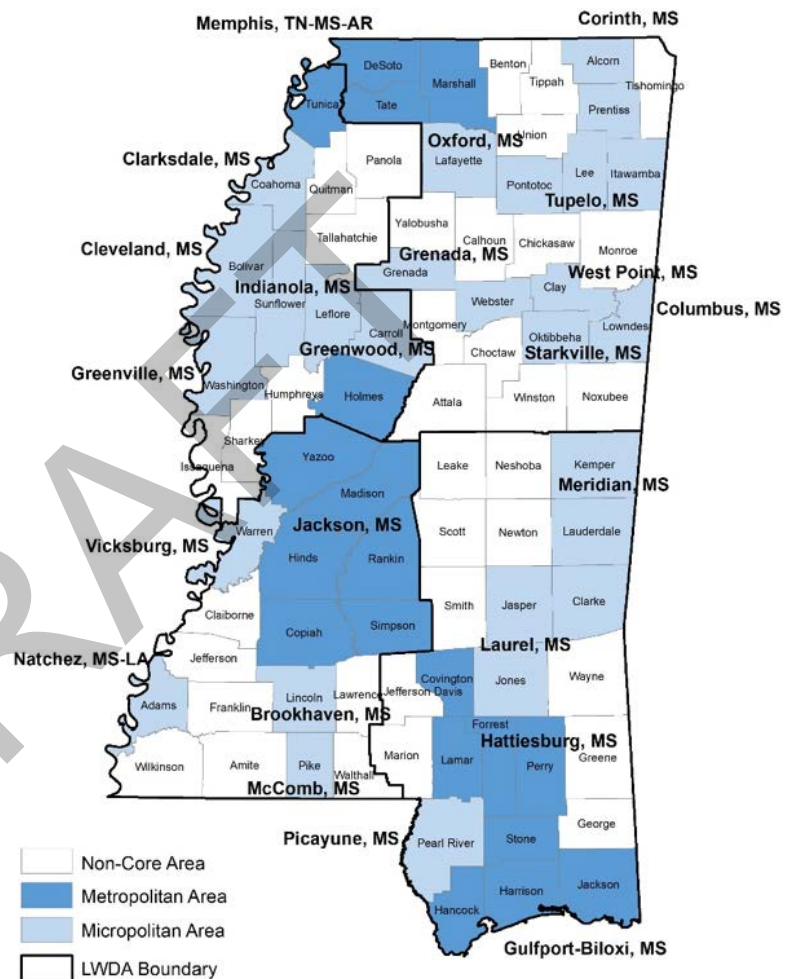 Memphis, TN-MS-AR
Corinth, MS
DeSoto
Marshall
Benton
Tippah
Alcorn
Tishomingo
Tunica
Tate
Prentiss
Union
Oxford, MS
Clarksdale, MS
Panola
Lafayette
Coahoma
Quitman
Pontotoc
Lee
Itawamba
Tupelo, MS
Tallahatchie
Yalobusha
Calhoun
Chickasaw
Monroe
Cleveland, MS
Grenada, MS
Bolivar
Grenada
West Point, MS
Indianola, MS
Clay
Sunflower
Leflore
Webster
Columbus, MS
Carroll
Montgomery
Oktibbeha
Lowndes
Greenwood, MS
Choctaw
Starkville, MS
Greenville, MS
Washington
Humphreys
Holmes
Attala
Winston
Noxubee
Sharkey
Issaquena
Yazoo
Leake
Neshoba
Kemper
Meridian, MS
Madison
Jackson, MS
Warren
Scott
Newton
Lauderdale
Vicksburg, MS
Hinds
Rankin
Claiborne
Smith
Jasper
Clarke
Copiah
Simpson
Natchez, MS-LA
Jefferson
Laurel, MS
Covington
Jones
Wayne
Adams
Franklin
Lincoln
Lawrence
Jefferson Davis
Brookhaven, MS
Forrest
Hattiesburg, MS
Wilkinson
Amite
Pike
Walthall
Marion
Lamar
Perry
Greene
McComb, MS
Picayune, MS
Pearl River
Stone
George
Hancock
Harrison
Jackson
Gulfport-Biloxi, MS
Non-Core Area
Metropolitan Area
Micropolitan Area
LWDA Boundary
DRAFT